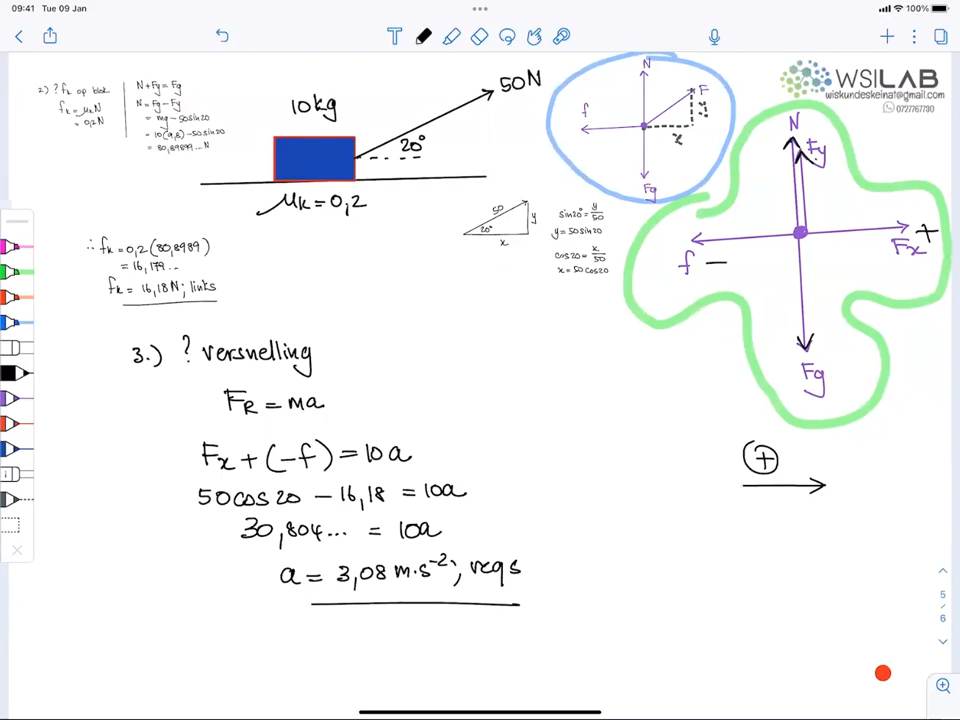 09:41 Tue 09 Jan
100%
WSILAB
wiskundeskeinat@gmail.com
0727767730
2) ? fk op blok
fk = μkN
= 0,2N
N + Fy = Fg
N = Fg - Fy
= mg - 50sin20
= 10(9,8) - 50sin20
= 80,89899... N
10kg
50N
20°
μk = 0,2
N
F
f
y
x
Fg
N
Fy
f -
Fx +
Fg
50
20°
y
x
sin20° = y/50
y = 50sin20
cos20 = x/50
x = 50cos20
∴ fk = 0,2(80,8989)
= 16,179...
fk = 16,18N; links
3.) ? versnelling
FR = ma
Fx + (-f) = 10a
50cos20 - 16,18 = 10a
30,804... = 10a
a = 3,08 m.s⁻²; regs
+
5
/
6